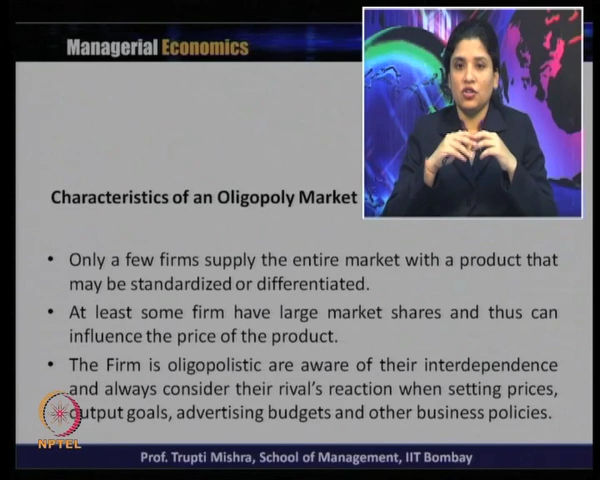 Managerial Economics
Characteristics of an Oligopoly Market
• Only a few firms supply the entire market with a product that
may be standardized or differentiated.
• At least some firm have large market shares and thus can
influence the price of the product.
• The Firm is oligopolistic are aware of their interdependence
and always consider their rival's reaction when setting prices,
output goals, advertising budgets and other business policies.
NPTEL
Prof. Trupti Mishra, School of Management, IIT Bombay